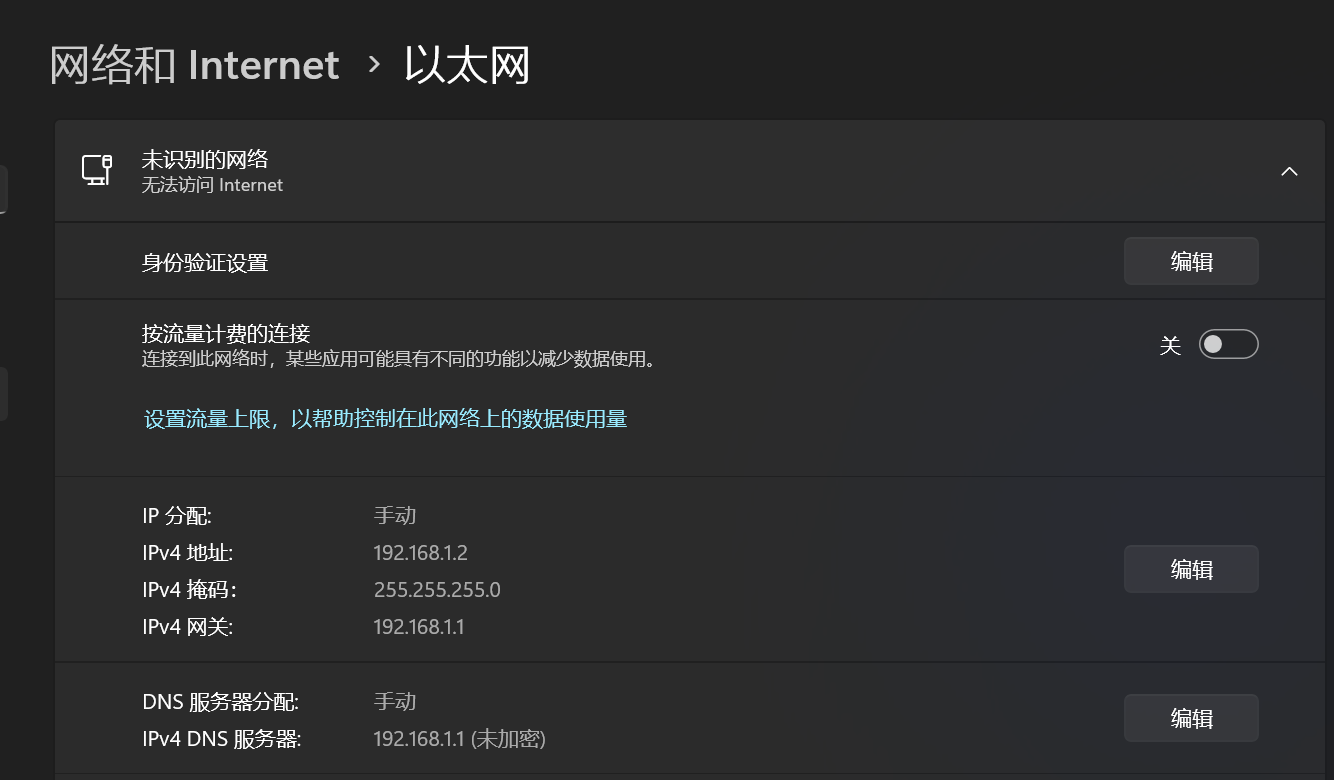 网络和 Internet › 以太网
未识别的网络
无法访问 Internet
身份验证设置 编辑
按流量计费的连接
连接到此网络时，某些应用可能具有不同的功能以减少数据使用。
关
设置流量上限，以帮助控制在此网络上的数据使用量
IP 分配: 手动
IPv4 地址: 192.168.1.2
IPv4 掩码: 255.255.255.0
IPv4 网关: 192.168.1.1
编辑
DNS 服务器分配: 手动
IPv4 DNS 服务器: 192.168.1.1 (未加密)
编辑